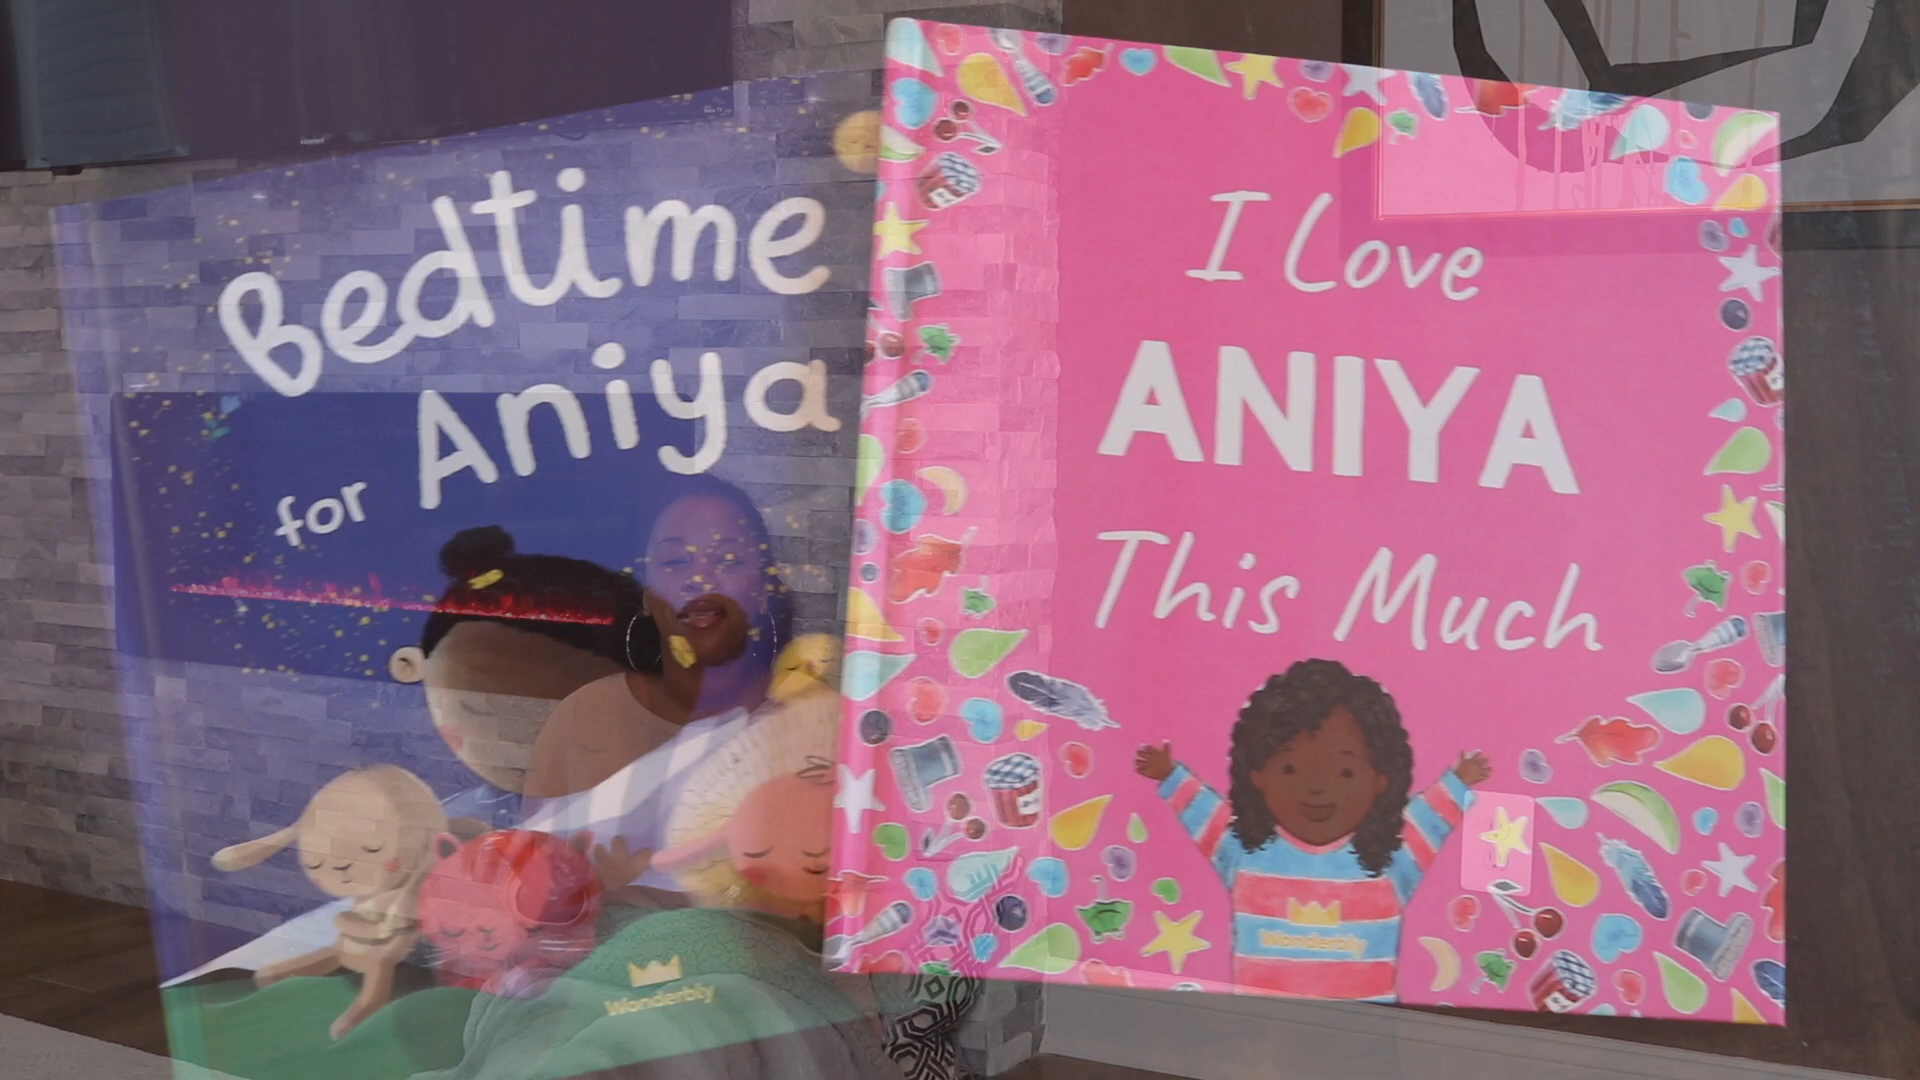 Bedtime
for Aniya
Wonderbly
I Love
ANIYA
This Much
Wonderbly